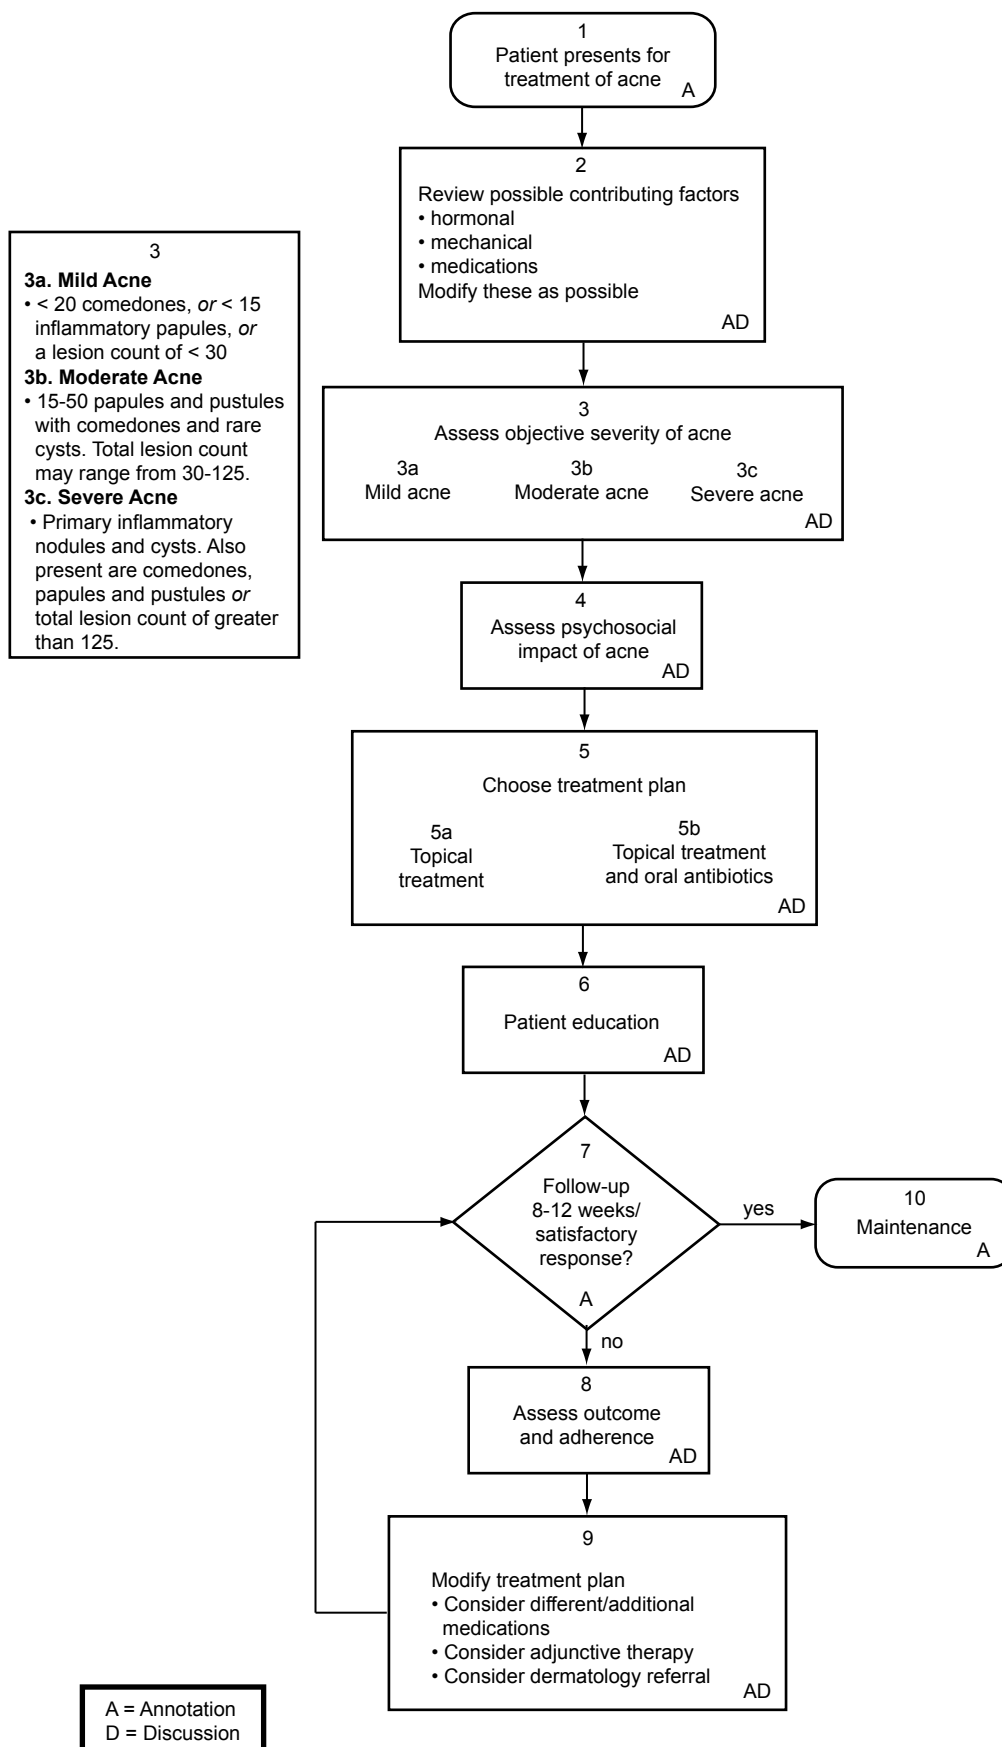 1
Patient presents for
treatment of acne
A
2
Review possible contributing factors
• hormonal
• mechanical
• medications
Modify these as possible
AD
3
3a. Mild Acne
• < 20 comedones, or < 15
inflammatory papules, or
a lesion count of < 30
3b. Moderate Acne
• 15-50 papules and pustules
with comedones and rare
cysts. Total lesion count
may range from 30-125.
3c. Severe Acne
• Primary inflammatory
nodules and cysts. Also
present are comedones,
papules and pustules or
total lesion count of greater
than 125.
3
Assess objective severity of acne
3a
Mild acne
3b
Moderate acne
3c
Severe acne
AD
4
Assess psychosocial
impact of acne
AD
5
Choose treatment plan
5a
Topical
treatment
5b
Topical treatment
and oral antibiotics
AD
6
Patient education
AD
7
Follow-up
8-12 weeks/
satisfactory
response?
A
yes
10
Maintenance
A
no
8
Assess outcome
and adherence
AD
9
Modify treatment plan
• Consider different/additional
medications
• Consider adjunctive therapy
• Consider dermatology referral
AD
A = Annotation
D = Discussion